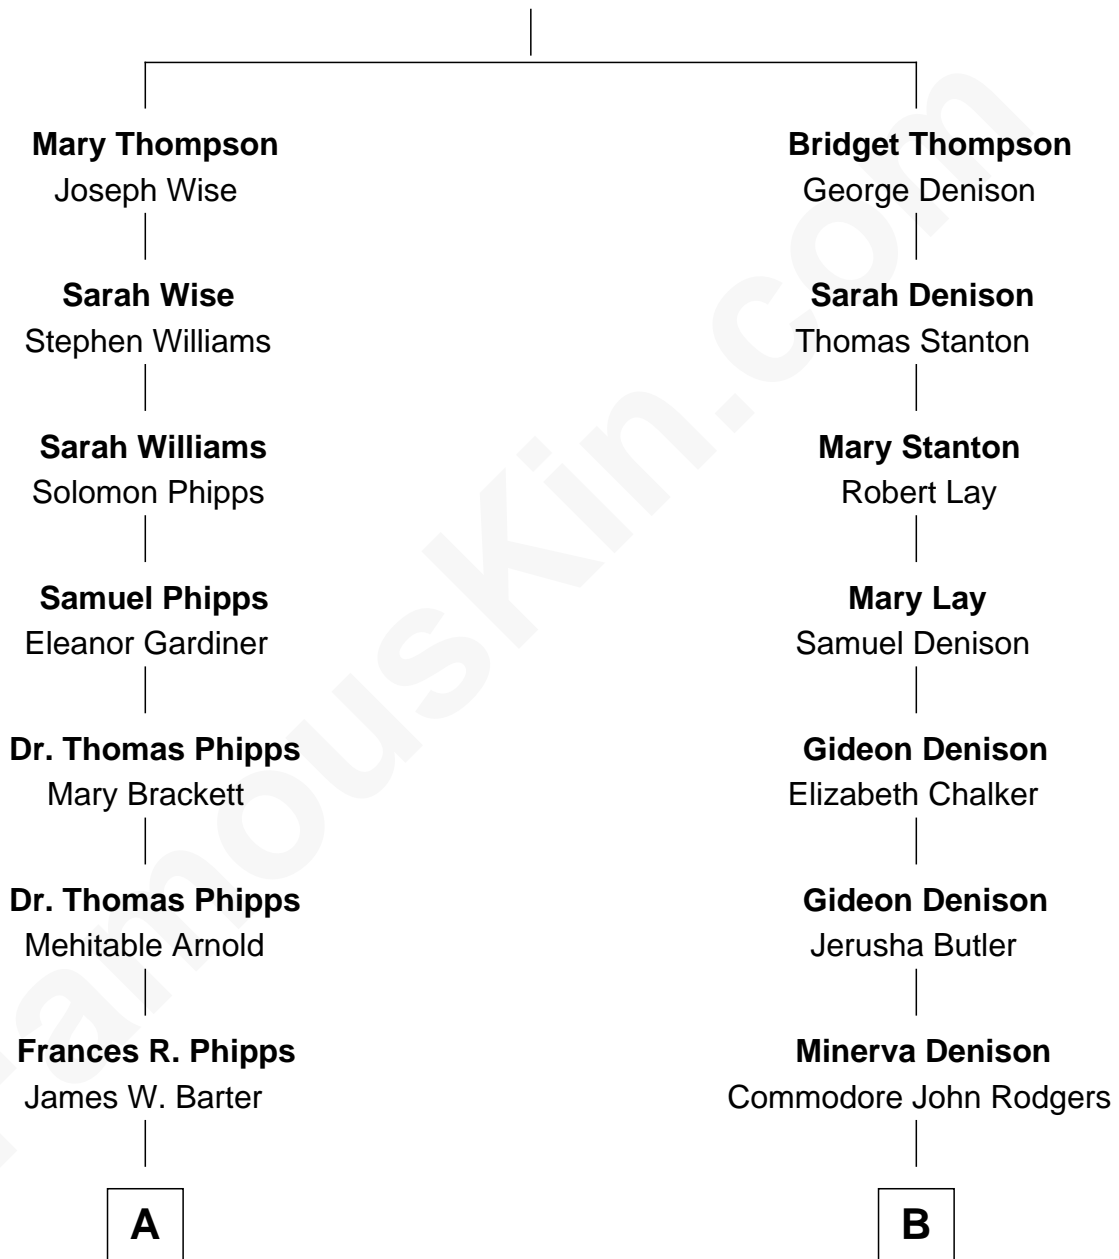 Mary Thompson
Joseph Wise
Sarah Wise
Stephen Williams
Sarah Williams
Solomon Phipps
Samuel Phipps
Eleanor Gardiner
Dr. Thomas Phipps
Mary Brackett
Dr. Thomas Phipps
Mehitable Arnold
Frances R. Phipps
James W. Barter
A
Bridget Thompson
George Denison
Sarah Denison
Thomas Stanton
Mary Stanton
Robert Lay
Mary Lay
Samuel Denison
Gideon Denison
Elizabeth Chalker
Gideon Denison
Jerusha Butler
Minerva Denison
Commodore John Rodgers
B
FamousKin.com